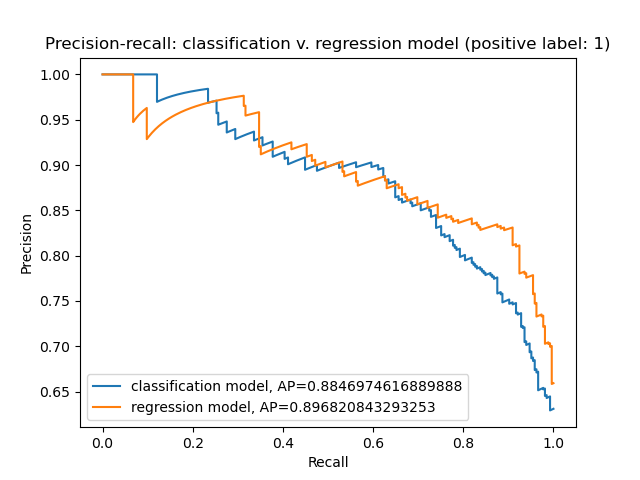 Precision-recall: classification v. regression model (positive label: 1)
1.00
0.95
0.90
0.85
0.80
0.75
0.70
0.65
Precision
classification model, AP=0.8846974616889888
regression model, AP=0.896820843293253
0.0 0.2 0.4 0.6 0.8 1.0
Recall